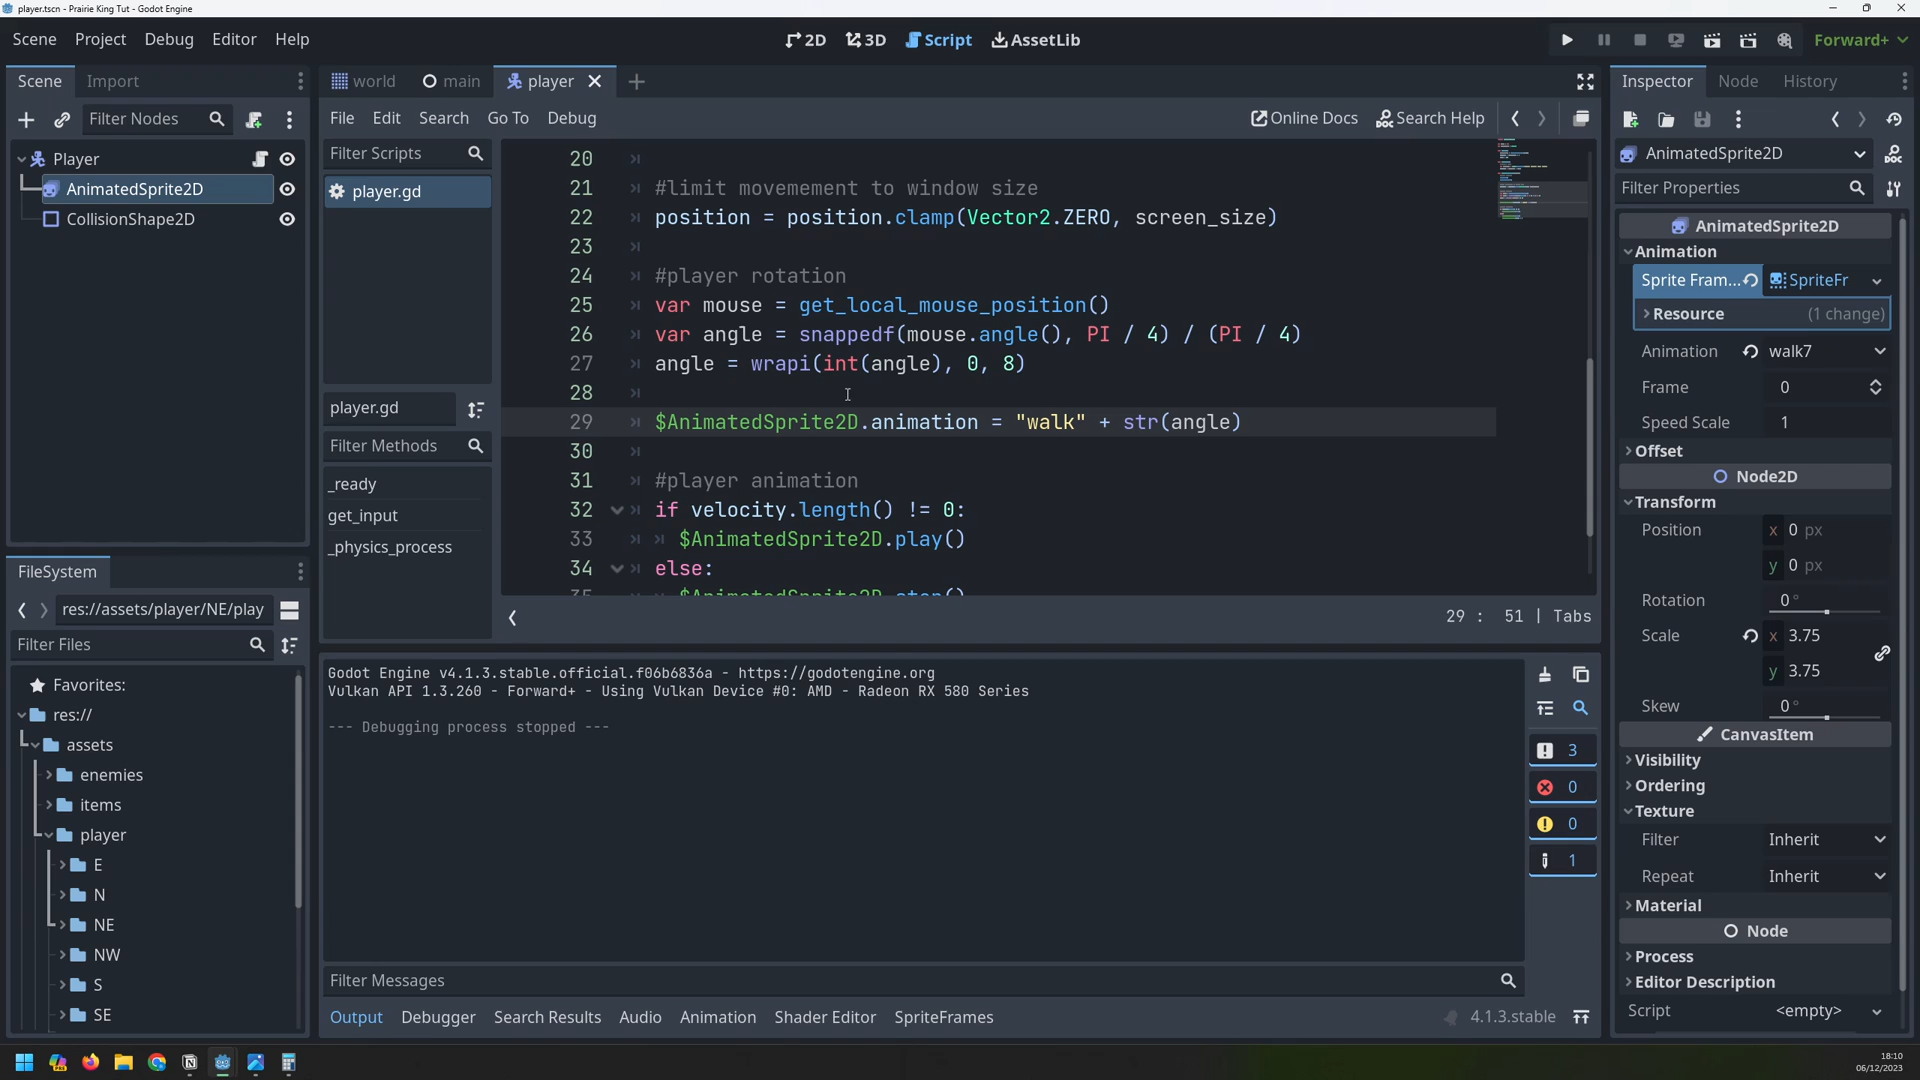 player.tscn - Prairie King Tut - Godot Engine
Scene Project Debug Editor Help
2D 3D Script AssetLib
Forward+
Scene Import
Filter Nodes
Player
AnimatedSprite2D
CollisionShape2D
FileSystem
res://assets/player/NE/play
Filter Files
Favorites:
res://
assets
enemies
items
player
E
N
NE
NW
S
SE
world main player
File Edit Search Go To Debug
Online Docs Search Help
Filter Scripts
player.gd
player.gd
Filter Methods
_ready
get_input
_physics_process
20
21 #limit movemement to window size
22 position = position.clamp(Vector2.ZERO, screen_size)
23
24 #player rotation
25 var mouse = get_local_mouse_position()
26 var angle = snappedf(mouse.angle(), PI / 4) / (PI / 4)
27 angle = wrapi(int(angle), 0, 8)
28
29 $AnimatedSprite2D.animation = "walk" + str(angle)
30
31 #player animation
32 if velocity.length() != 0:
33 $AnimatedSprite2D.play()
34 else:
35 $AnimatedSprite2D.stop()
29 : 51 | Tabs
Godot Engine v4.1.3.stable.official.f06b6836a - https://godotengine.org
Vulkan API 1.3.260 - Forward+ - Using Vulkan Device #0: AMD - Radeon RX 580 Series
--- Debugging process stopped ---
3
0
0
1
Filter Messages
Output Debugger Search Results Audio Animation Shader Editor SpriteFrames
4.1.3.stable
Inspector Node History
AnimatedSprite2D
Filter Properties
AnimatedSprite2D
Animation
Sprite Fram... SpriteFr
Resource (1 change)
Animation walk7
Frame 0
Speed Scale 1
Offset
Node2D
Transform
Position x 0 px
y 0 px
Rotation 0 °
Scale x 3.75
y 3.75
Skew 0 °
CanvasItem
Visibility
Ordering
Texture
Filter Inherit
Repeat Inherit
Material
Node
Process
Editor Description
Script <empty>
18:10
06/12/2023